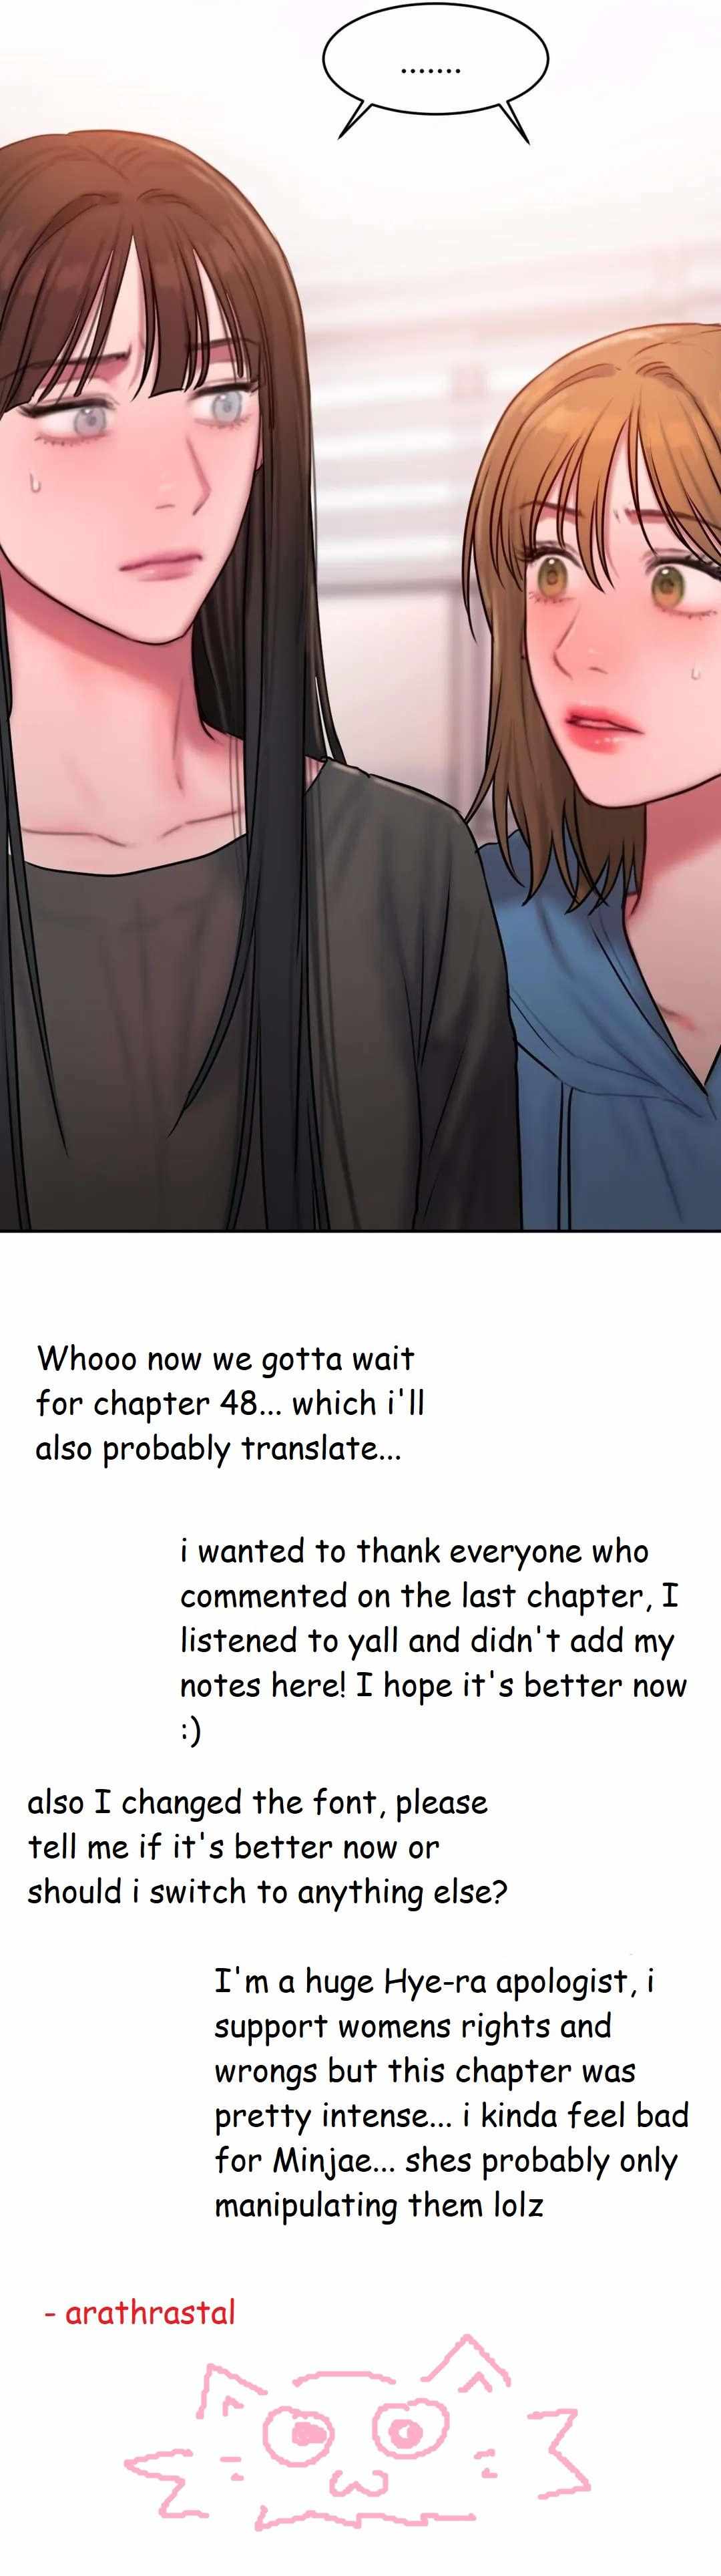 .......
Whooo now we gotta wait
for chapter 48... which i'll
also probably translate...
i wanted to thank everyone who
commented on the last chapter, I
listened to yall and didn't add my
notes here! I hope it's better now
:)
also I changed the font, please
tell me if it's better now or
should i switch to anything else?
I'm a huge Hye-ra apologist, i
support womens rights and
wrongs but this chapter was
pretty intense... i kinda feel bad
for Minjae... shes probably only
manipulating them lolz
- arathrastal